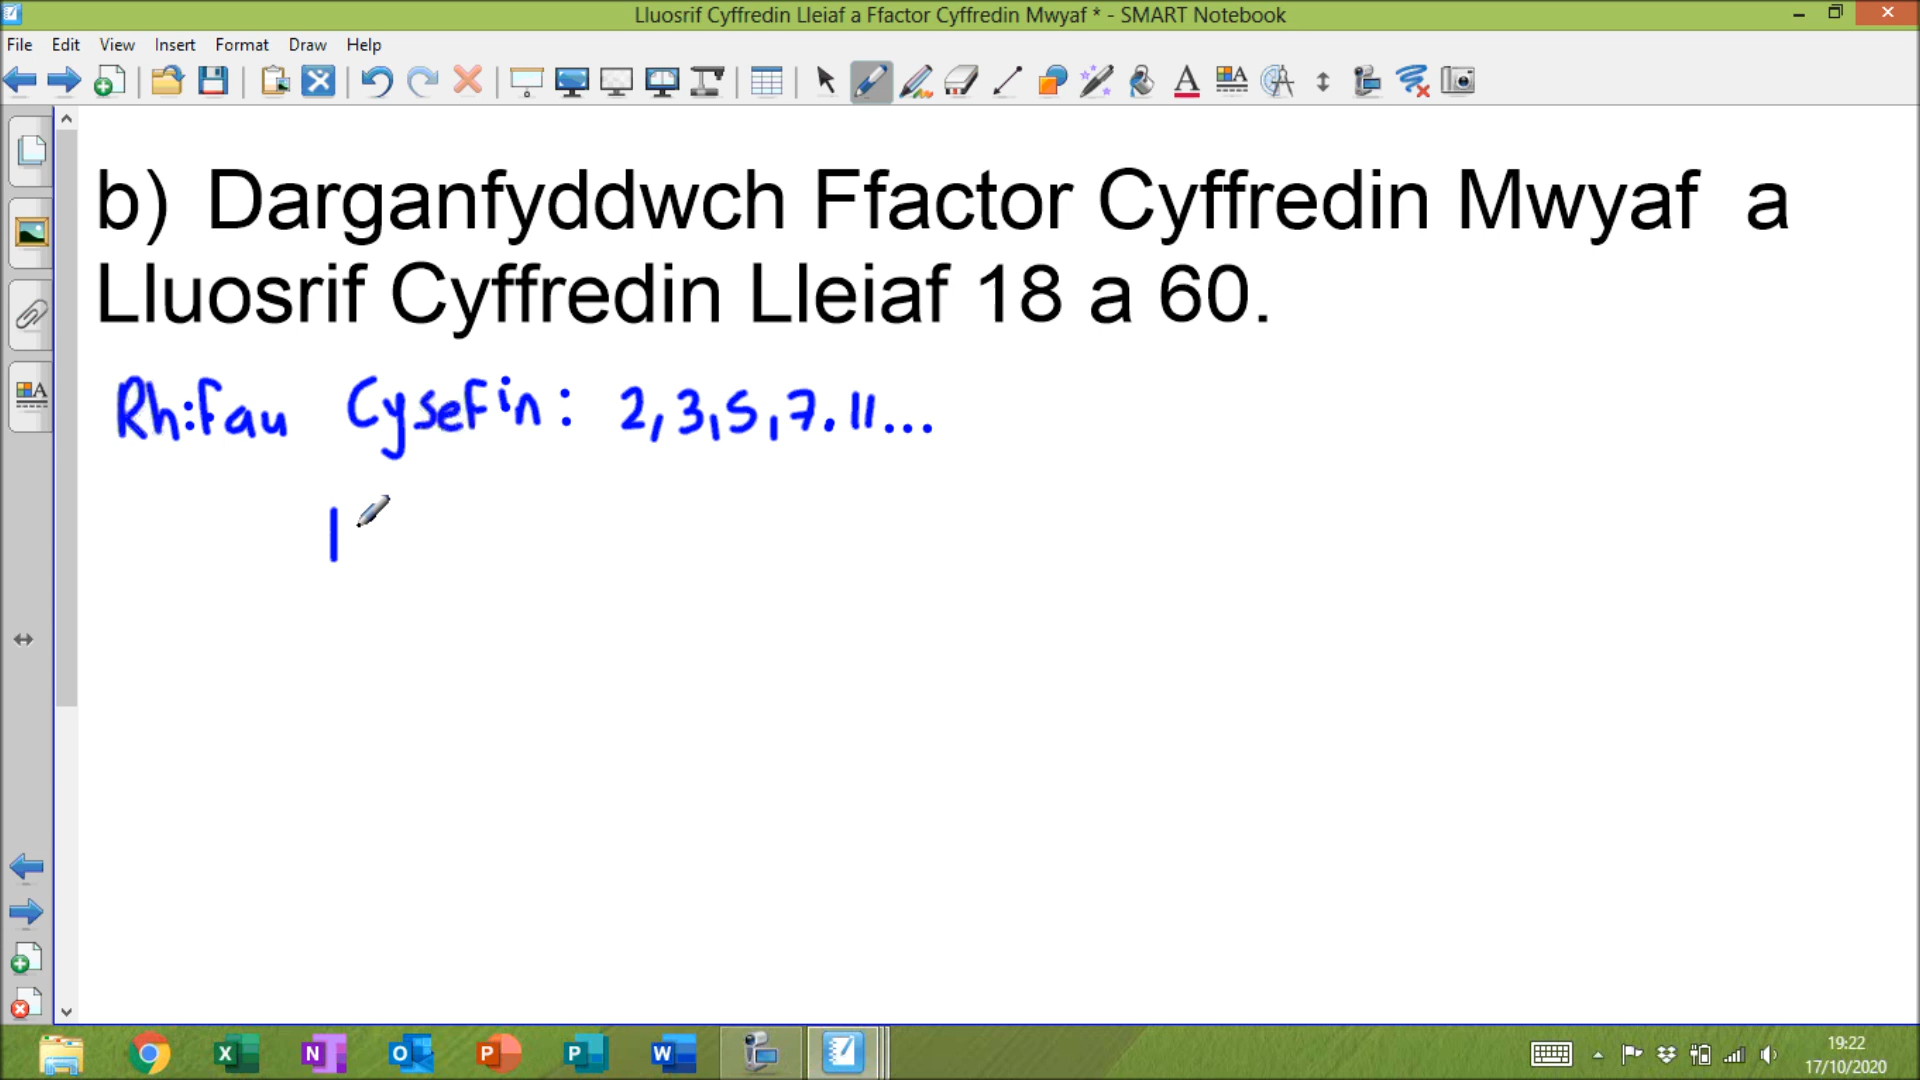 Lluosrif Cyffredin Lleiaf a Ffactor Cyffredin Mwyaf * - SMART Notebook
File Edit View Insert Format Draw Help
b) Darganfyddwch Ffactor Cyffredin Mwyaf a
Lluosrif Cyffredin Lleiaf 18 a 60.
Rhifau Cysefin: 2,3,5,7.11...
1
19:22
17/10/2020